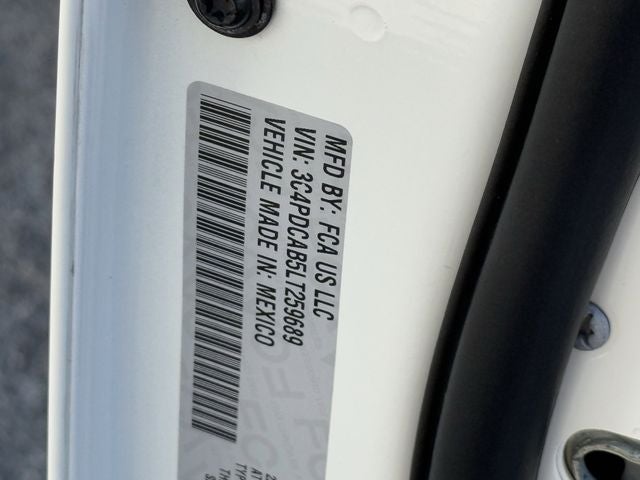 MFD BY: FCA US LLC
VIN: 3C4PDCAB5LT259689
VEHICLE MADE IN: MEXICO